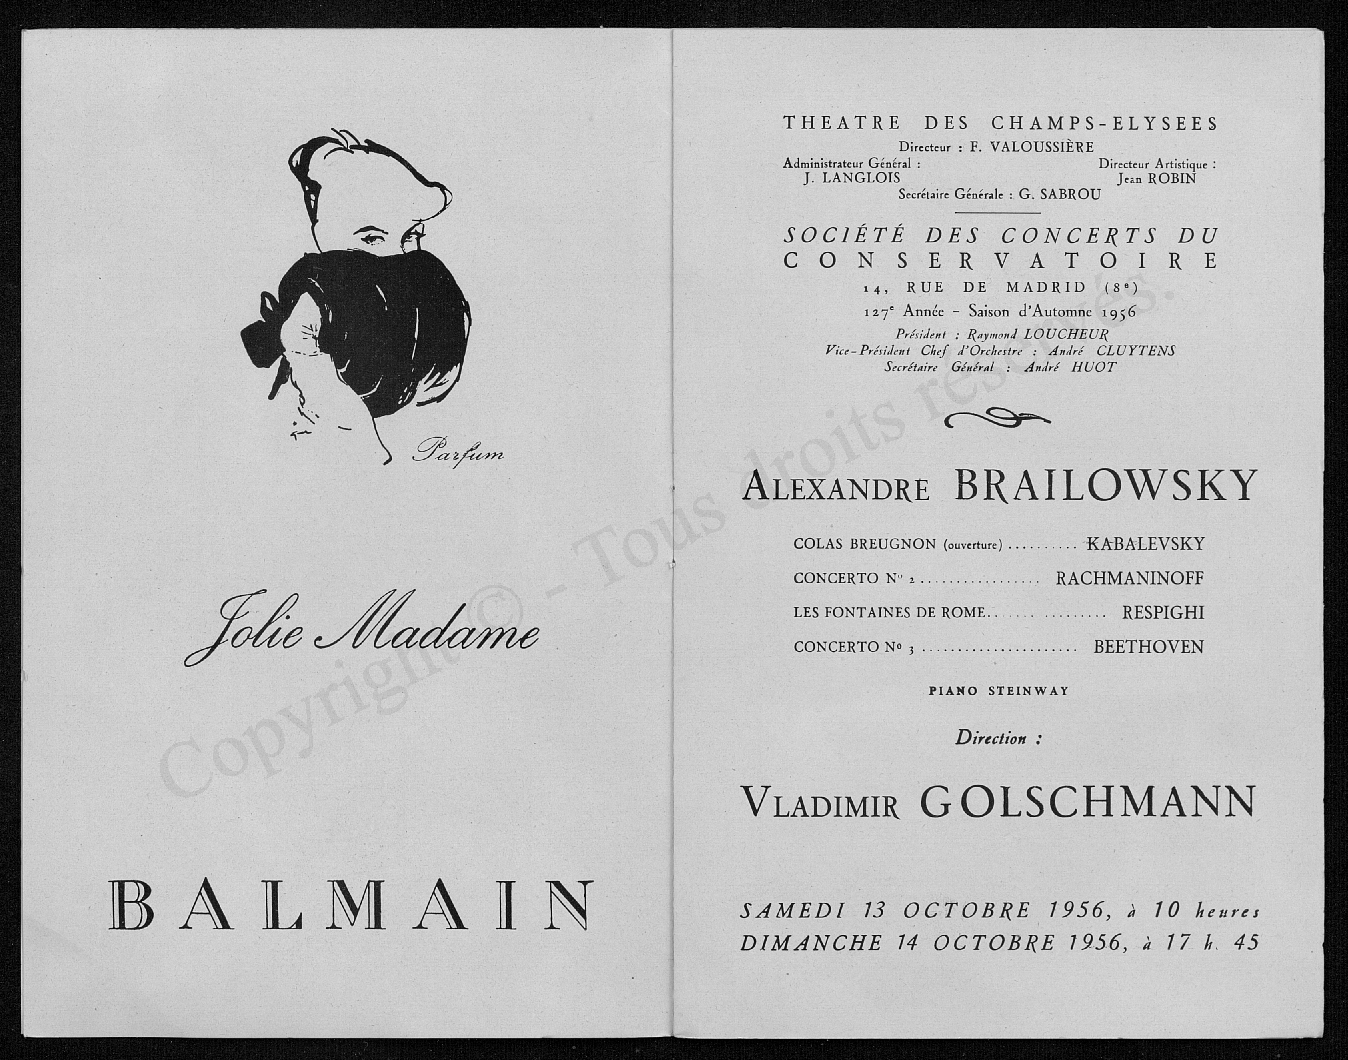 Parfum
Jolie Madame
BALMAIN
THEATRE DES CHAMPS-ELYSEES
Directeur : F. VALOUSSIÈRE
Administrateur Général : Directeur Artistique :
J. LANGLOIS Jean ROBIN
Secrétaire Générale : G. SABROU
SOCIÉTÉ DES CONCERTS DU
CONSERVATOIRE
14, RUE DE MADRID (8e)
127e Année - Saison d'Automne 1956
Président : Raymond LOUCHEUR
Vice-Président Chef d'Orchestre : André CLUYTENS
Secrétaire Général : André HUOT
ALEXANDRE BRAILOWSKY
COLAS BREUGNON (ouverture) .......... KABALEVSKY
CONCERTO No 2 ................. RACHMANINOFF
LES FONTAINES DE ROME................. RESPIGHI
CONCERTO No 3 ...................... BEETHOVEN
PIANO STEINWAY
Direction :
VLADIMIR GOLSCHMANN
SAMEDI 13 OCTOBRE 1956, à 10 heures
DIMANCHE 14 OCTOBRE 1956, à 17 h. 45
Copyright © - Tous droits réservés.